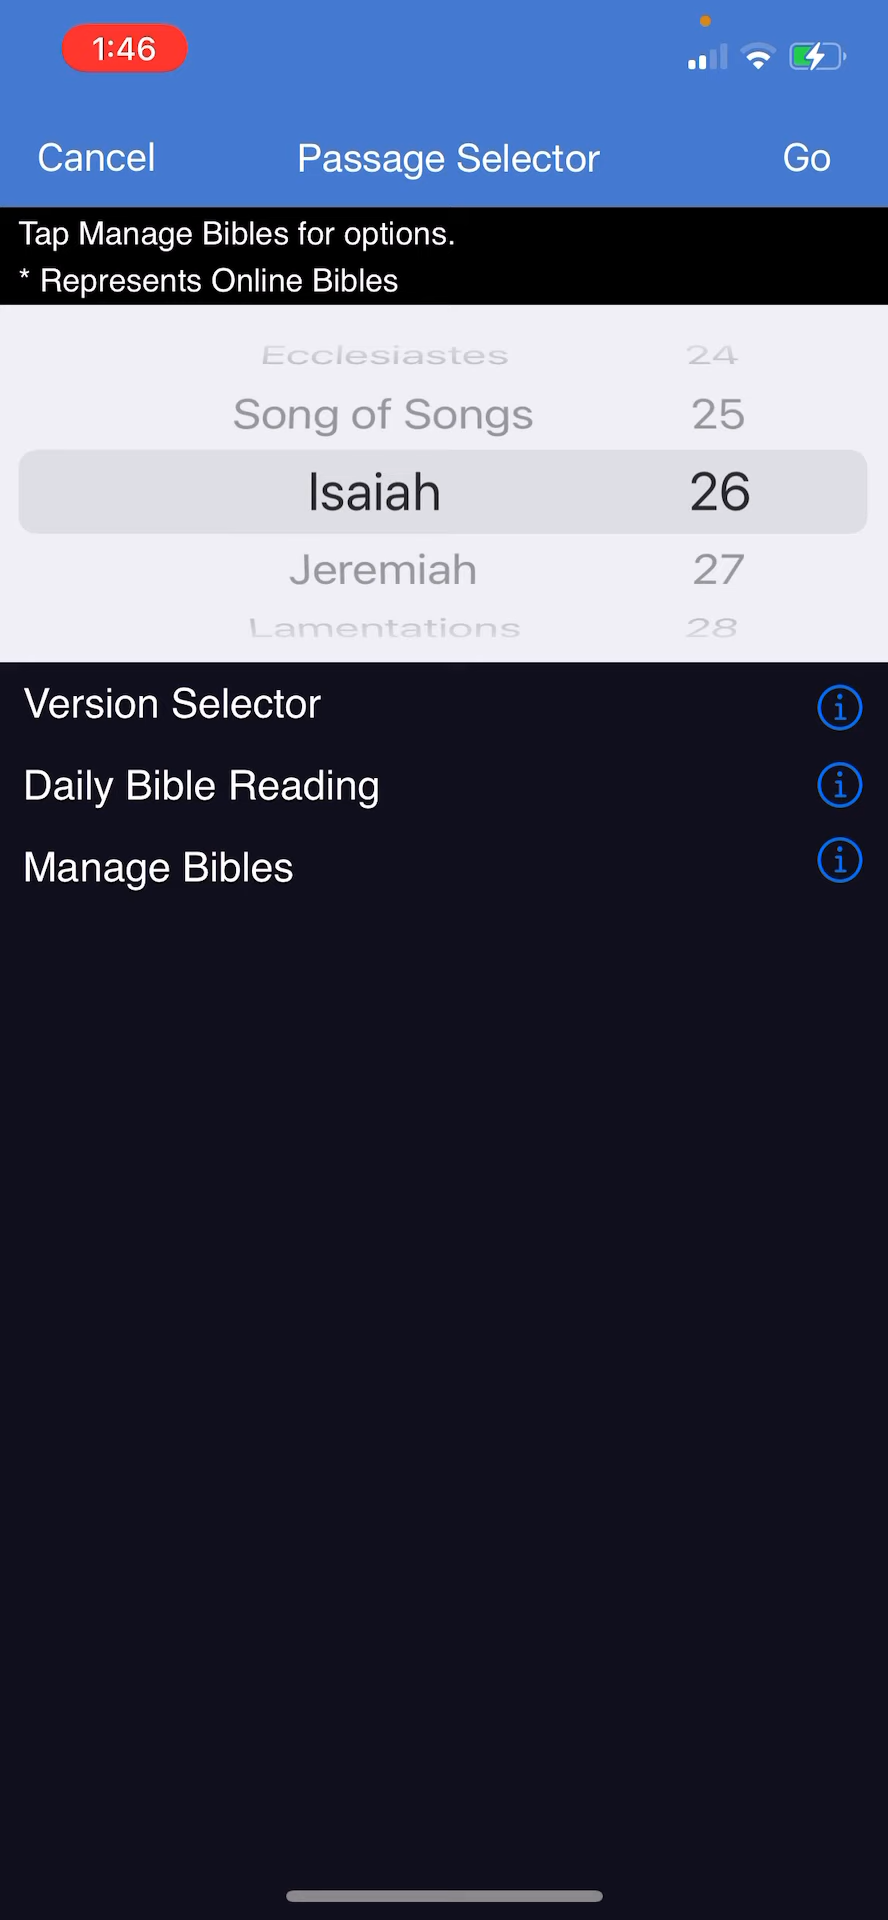 1:46
Cancel Passage Selector Go
Tap Manage Bibles for options.
* Represents Online Bibles
Ecclesiastes 24
Song of Songs 25
Isaiah 26
Jeremiah 27
Lamentations 28
Version Selector
Daily Bible Reading
Manage Bibles